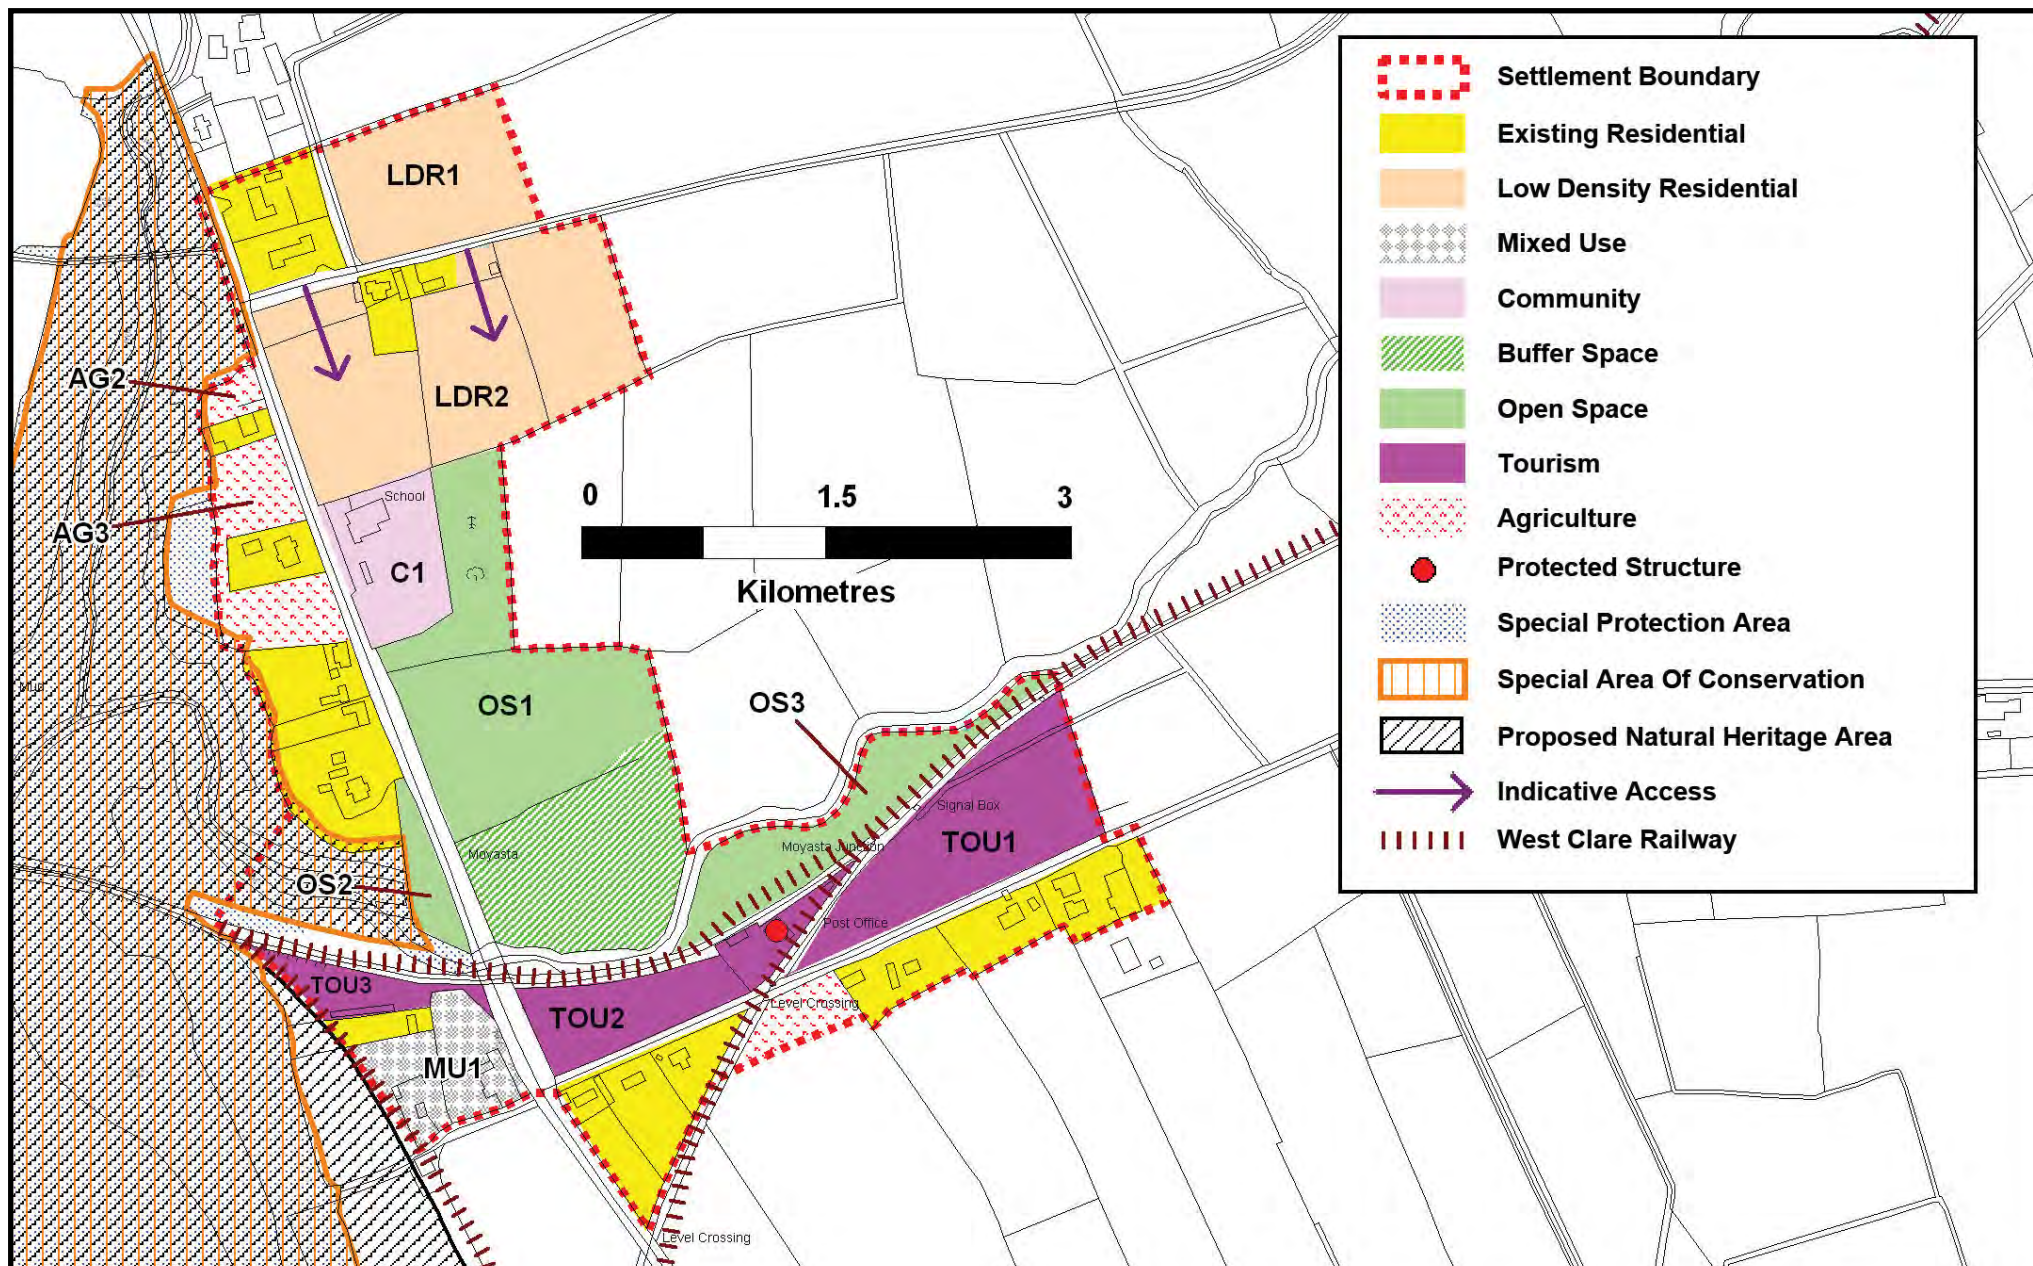 LDR1
AG2
LDR2
School
AG3
C1
0 1.5 3
Kilometres
Mud
OS1
OS3
Signal Box
TOU1
Moyasta Junction
Moyasta
OS2
Post Office
TOU3
Level Crossing
TOU2
MU1
Level Crossing
Settlement Boundary
Existing Residential
Low Density Residential
Mixed Use
Community
Buffer Space
Open Space
Tourism
Agriculture
Protected Structure
Special Protection Area
Special Area Of Conservation
Proposed Natural Heritage Area
Indicative Access
West Clare Railway